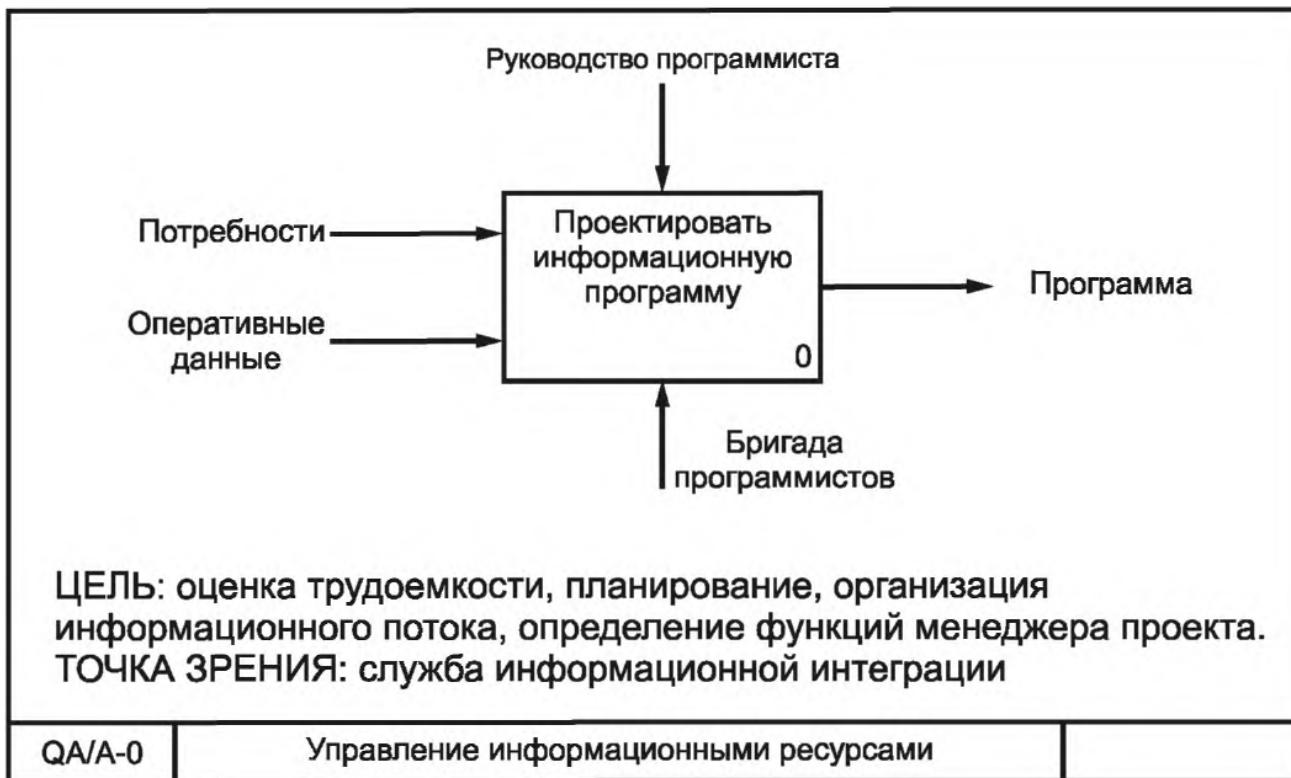 Руководство программиста
Потребности
Проектировать
информационную
программу
Программа
Оперативные
данные
0
Бригада
программистов
ЦЕЛЬ: оценка трудоемкости, планирование, организация
информационного потока, определение функций менеджера проекта.
ТОЧКА ЗРЕНИЯ: служба информационной интеграции
QA/A-0
Управление информационными ресурсами